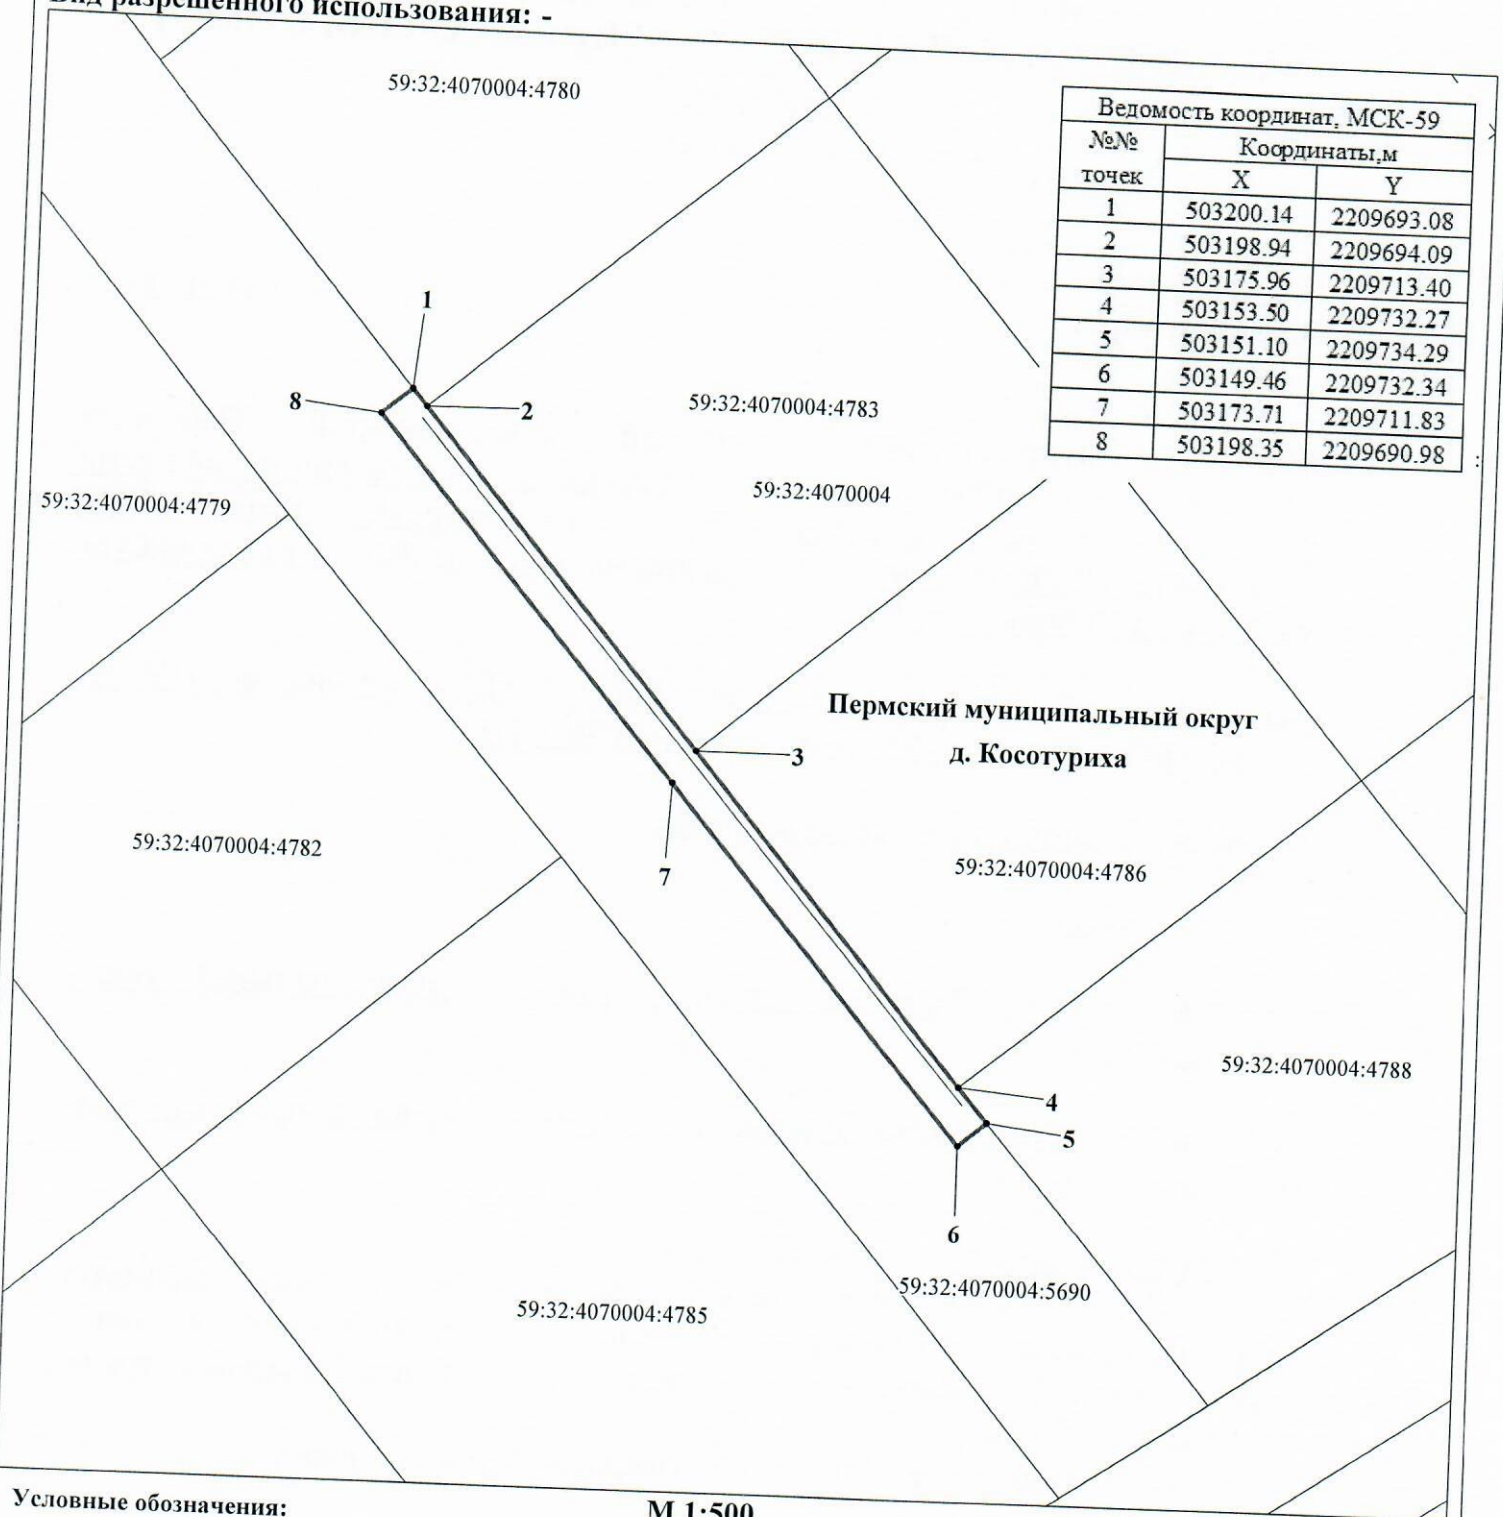 Вид разрешенного использования: -
59:32:4070004:4780
Ведомость координат, МСК-59
№№ точек Координаты,м
X Y
1 503200.14 2209693.08
2 503198.94 2209694.09
3 503175.96 2209713.40
4 503153.50 2209732.27
5 503151.10 2209734.29
6 503149.46 2209732.34
7 503173.71 2209711.83
8 503198.35 2209690.98
1
8
2
59:32:4070004:4783
59:32:4070004
59:32:4070004:4779
Пермский муниципальный округ
д. Косотуриха
3
59:32:4070004:4782
7
59:32:4070004:4786
59:32:4070004:4788
4
5
6
59:32:4070004:5690
59:32:4070004:4785
Условные обозначения:
М 1:500